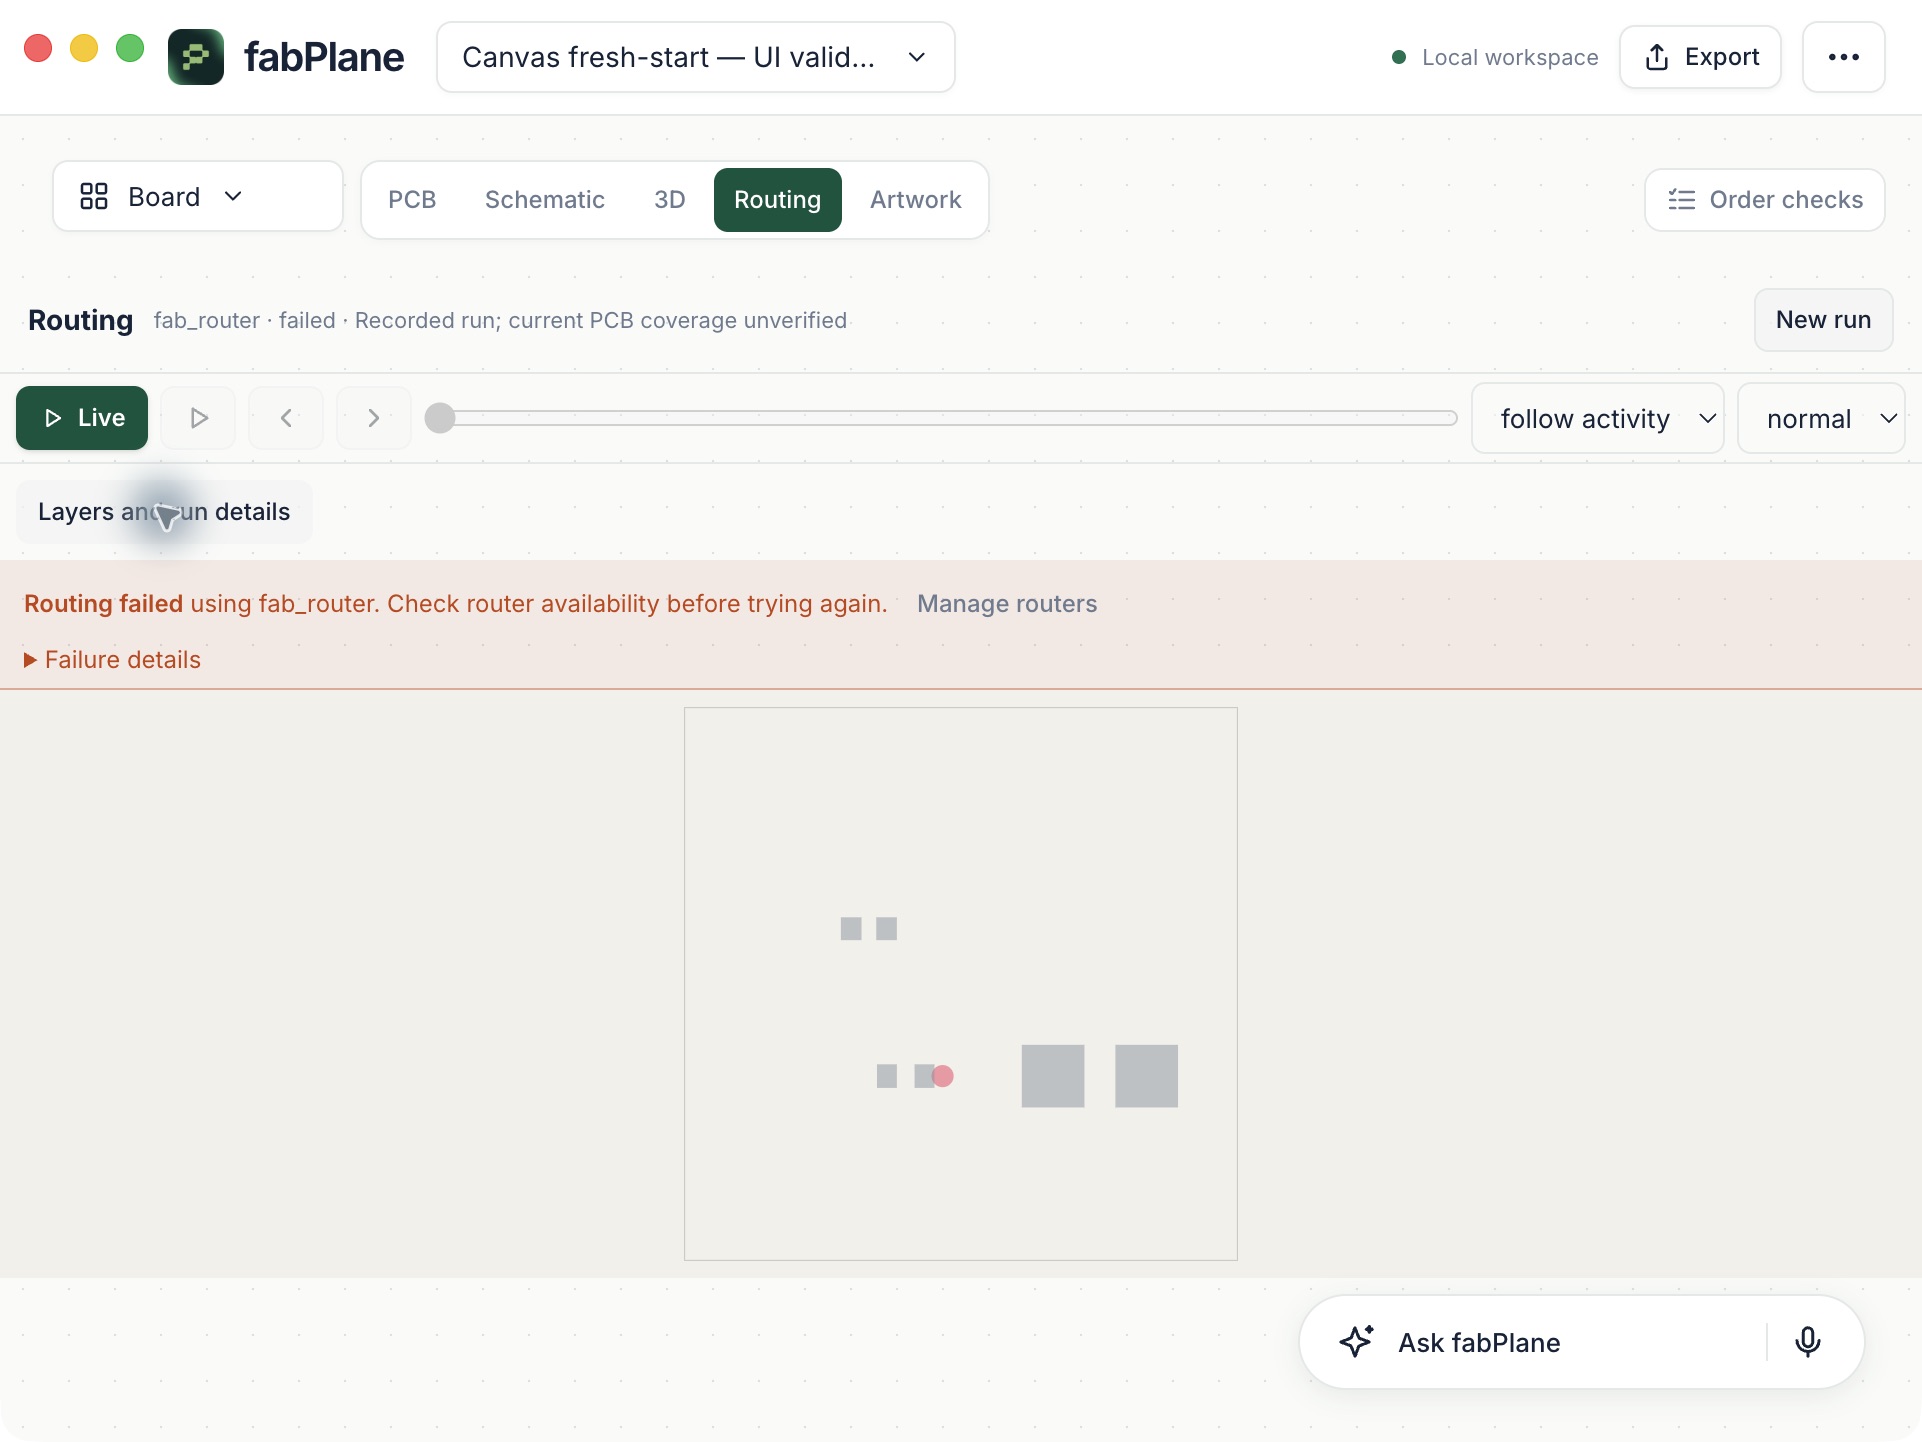 fabPlane
Canvas fresh-start — UI valid...
Local workspace
Export
Board
PCB
Schematic
3D
Routing
Artwork
Order checks
Routing
fab_router · failed · Recorded run; current PCB coverage unverified
New run
Live
follow activity
normal
Layers and run details
Routing failed using fab_router. Check router availability before trying again.
Manage routers
Failure details
Ask fabPlane